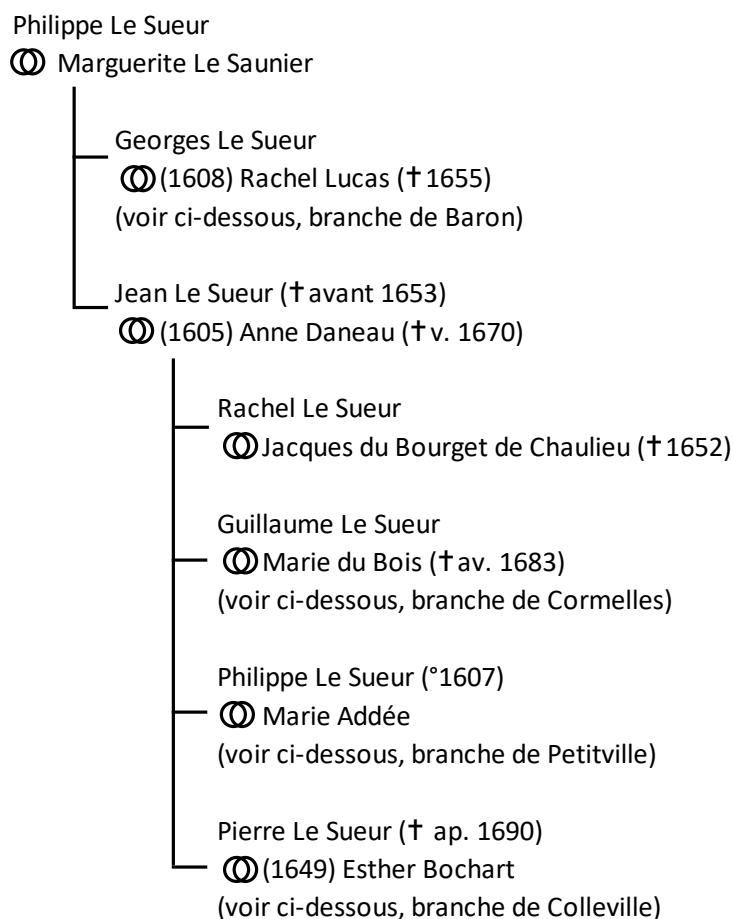 Philippe Le Sueur
Ⓞ Marguerite Le Saunier
Georges Le Sueur
(1608) Rachel Lucas († 1655)
(voir ci-dessous, branche de Baron)
Jean Le Sueur († avant 1653)
(1605) Anne Daneau († v. 1670)
Rachel Le Sueur
Jacques du Bourget de Chaulieu († 1652)
Guillaume Le Sueur
Marie du Bois († av. 1683)
(voir ci-dessous, branche de Cormelles)
Philippe Le Sueur (°1607)
Marie Addée
(voir ci-dessous, branche de Petitville)
Pierre Le Sueur († ap. 1690)
(1649) Esther Bochart
(voir ci-dessous, branche de Colleville)